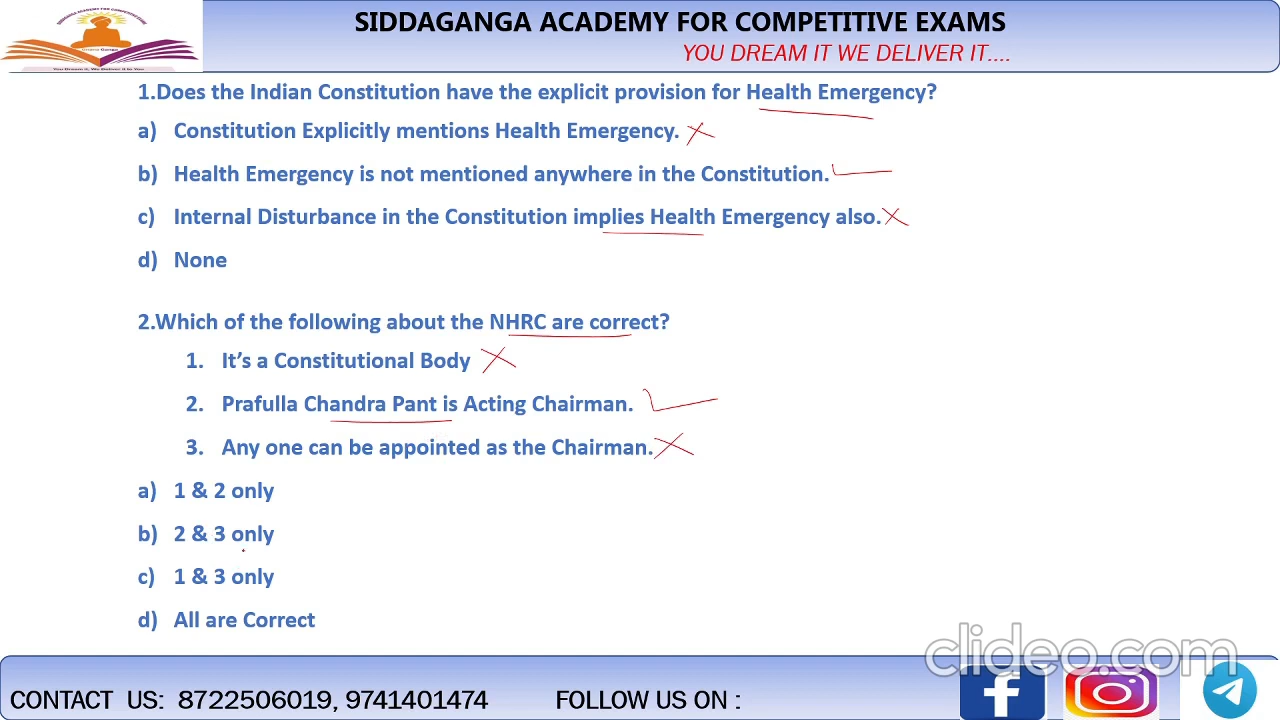 SIDDAGANGA ACADEMY FOR COMPETITIVE EXAMS
YOU DREAM IT WE DELIVER IT....
1.Does the Indian Constitution have the explicit provision for Health Emergency?
a) Constitution Explicitly mentions Health Emergency.
b) Health Emergency is not mentioned anywhere in the Constitution.
c) Internal Disturbance in the Constitution implies Health Emergency also.
d) None
2.Which of the following about the NHRC are correct?
1. It's a Constitutional Body
2. Prafulla Chandra Pant is Acting Chairman.
3. Any one can be appointed as the Chairman.
a) 1 & 2 only
b) 2 & 3 only
c) 1 & 3 only
d) All are Correct
clideo.com
CONTACT US: 8722506019, 9741401474 FOLLOW US ON :